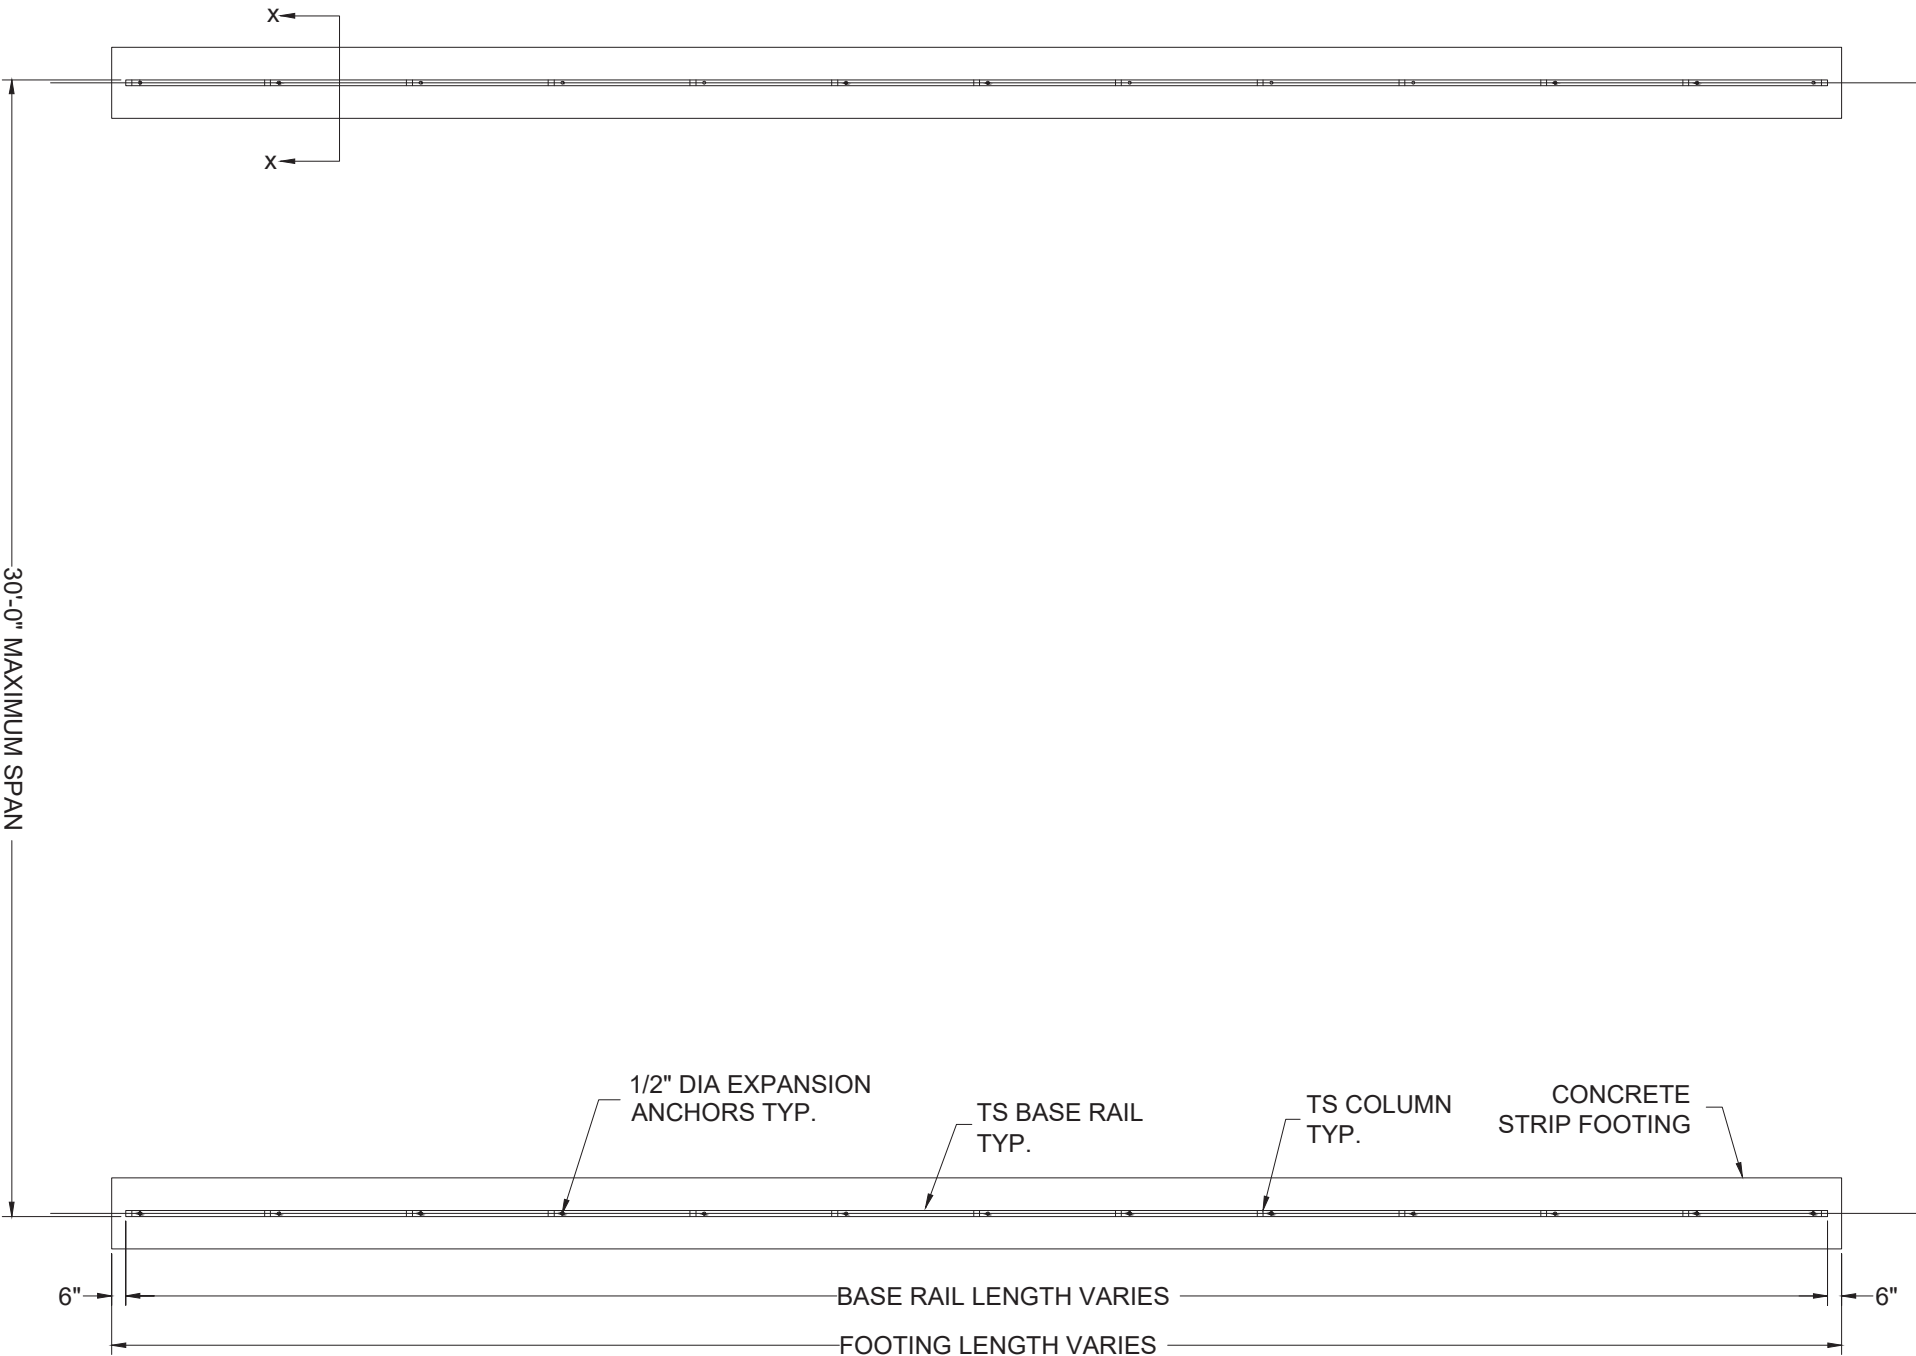 X
X
30'-0" MAXIMUM SPAN
1/2" DIA EXPANSION
ANCHORS TYP.
TS BASE RAIL
TYP.
TS COLUMN
TYP.
CONCRETE
STRIP FOOTING
6"
BASE RAIL LENGTH VARIES
6"
FOOTING LENGTH VARIES